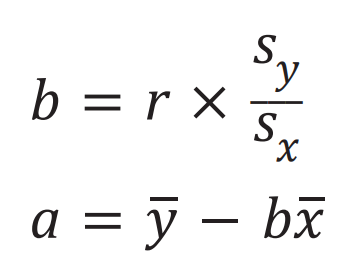 b = r × s_y / s_x
a = y̅ − bx̅